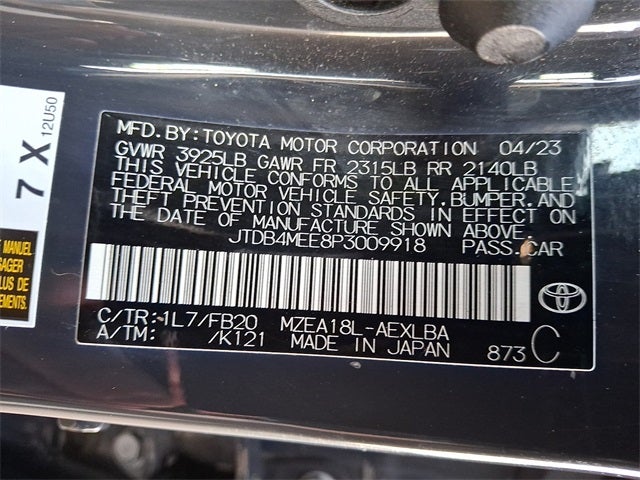 MFD.BY:TOYOTA MOTOR CORPORATION 04/23
GVWR 3925LB GAWR FR 2315LB RR 2140LB
THIS VEHICLE CONFORMS TO ALL APPLICABLE
FEDERAL MOTOR VEHICLE SAFETY,BUMPER,AND
THEFT PREVENTION STANDARDS IN EFFECT ON
THE DATE OF MANUFACTURE SHOWN ABOVE.
JTDB4MEE8P3009918 PASS.CAR
C/TR:1L7/FB20 MZEA18L-AEXLBA
A/TM: /K121 MADE IN JAPAN 873 C
7 X
12U50
MANUEL
SAGER
LUS DE